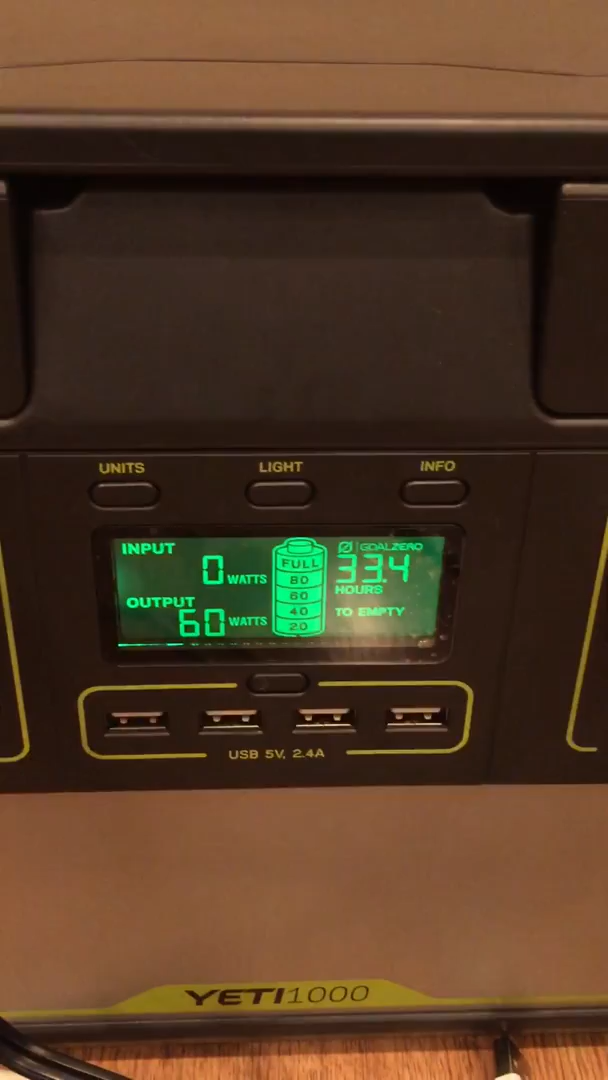 UNITS LIGHT INFO
INPUT
0 WATTS
OUTPUT
60 WATTS
FULL
80
60
40
20
GOALZERO
33.4
HOURS
TO EMPTY
USB 5V, 2.4A
YETI1000